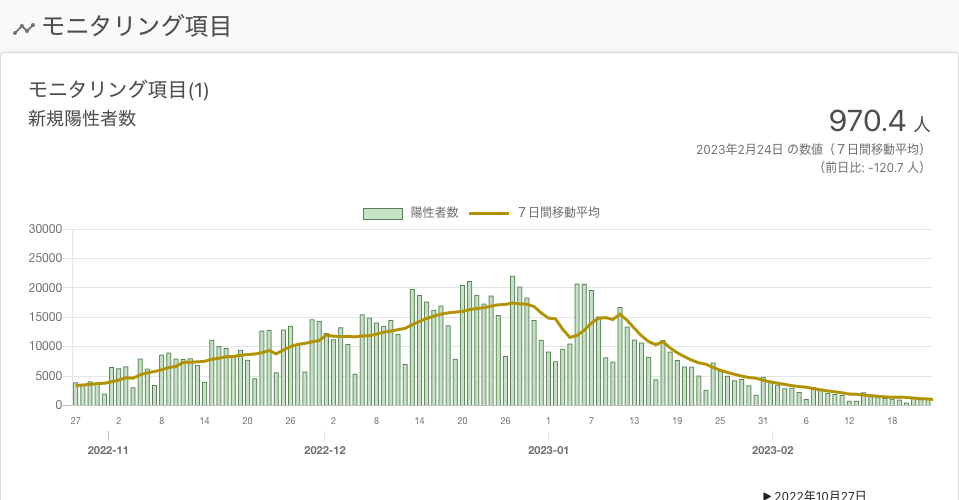 モニタリング項目
モニタリング項目(1)
新規陽性者数
970.4 人
2023年2月24日 の数値（７日間移動平均）
（前日比: -120.7 人）
陽性者数 ７日間移動平均
30000
25000
20000
15000
10000
5000
0
27 2 8 14 20 26 2 8 14 20 26 1 7 13 19 25 31 6 12 18
2022-11 2022-12 2023-01 2023-02
▶ 2022年10月27日